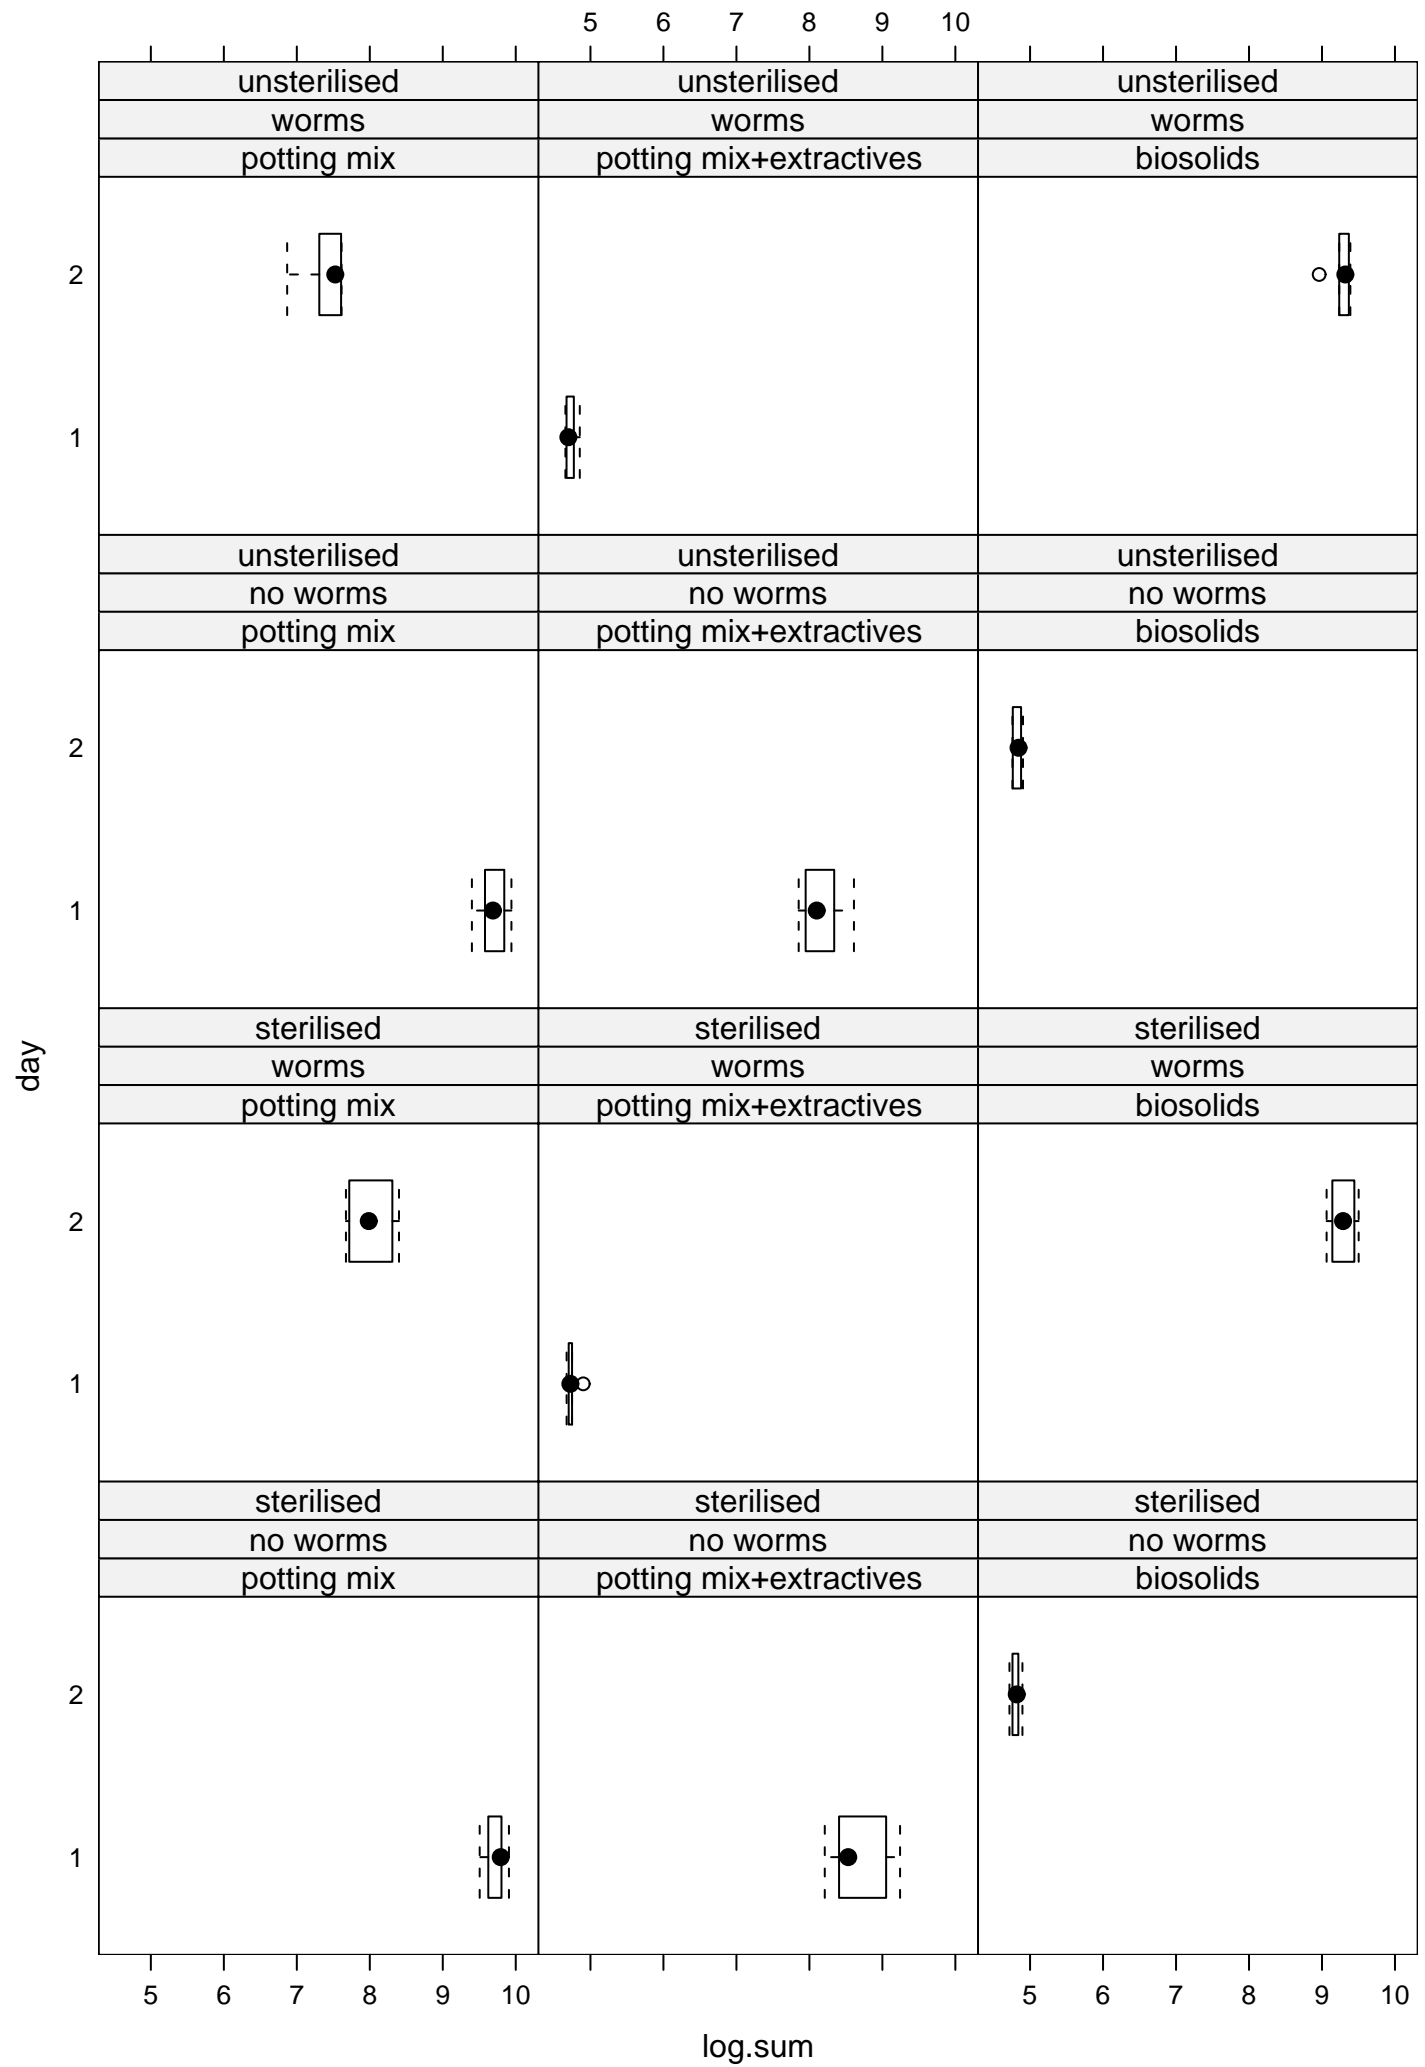 5 6 7 8 9 10
unsterilised unsterilised unsterilised
worms worms worms
potting mix potting mix+extractives biosolids
2
1
unsterilised unsterilised unsterilised
no worms no worms no worms
potting mix potting mix+extractives biosolids
2
1
day
sterilised sterilised sterilised
worms worms worms
potting mix potting mix+extractives biosolids
2
1
sterilised sterilised sterilised
no worms no worms no worms
potting mix potting mix+extractives biosolids
2
1
5 6 7 8 9 10 5 6 7 8 9 10
log.sum